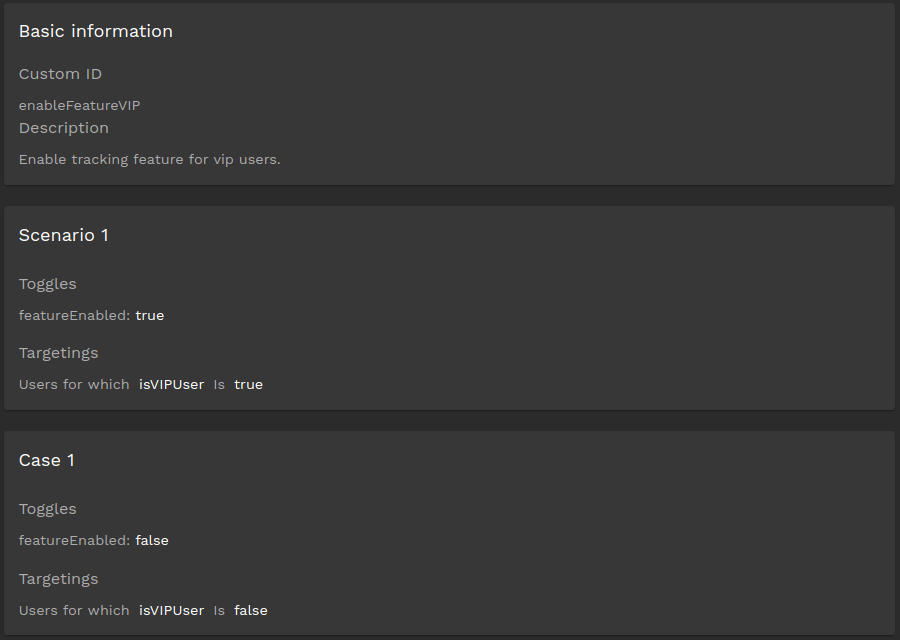 Basic information
Custom ID
enableFeatureVIP
Description
Enable tracking feature for vip users.
Scenario 1
Toggles
featureEnabled: true
Targetings
Users for which isVIPUser Is true
Case 1
Toggles
featureEnabled: false
Targetings
Users for which isVIPUser Is false